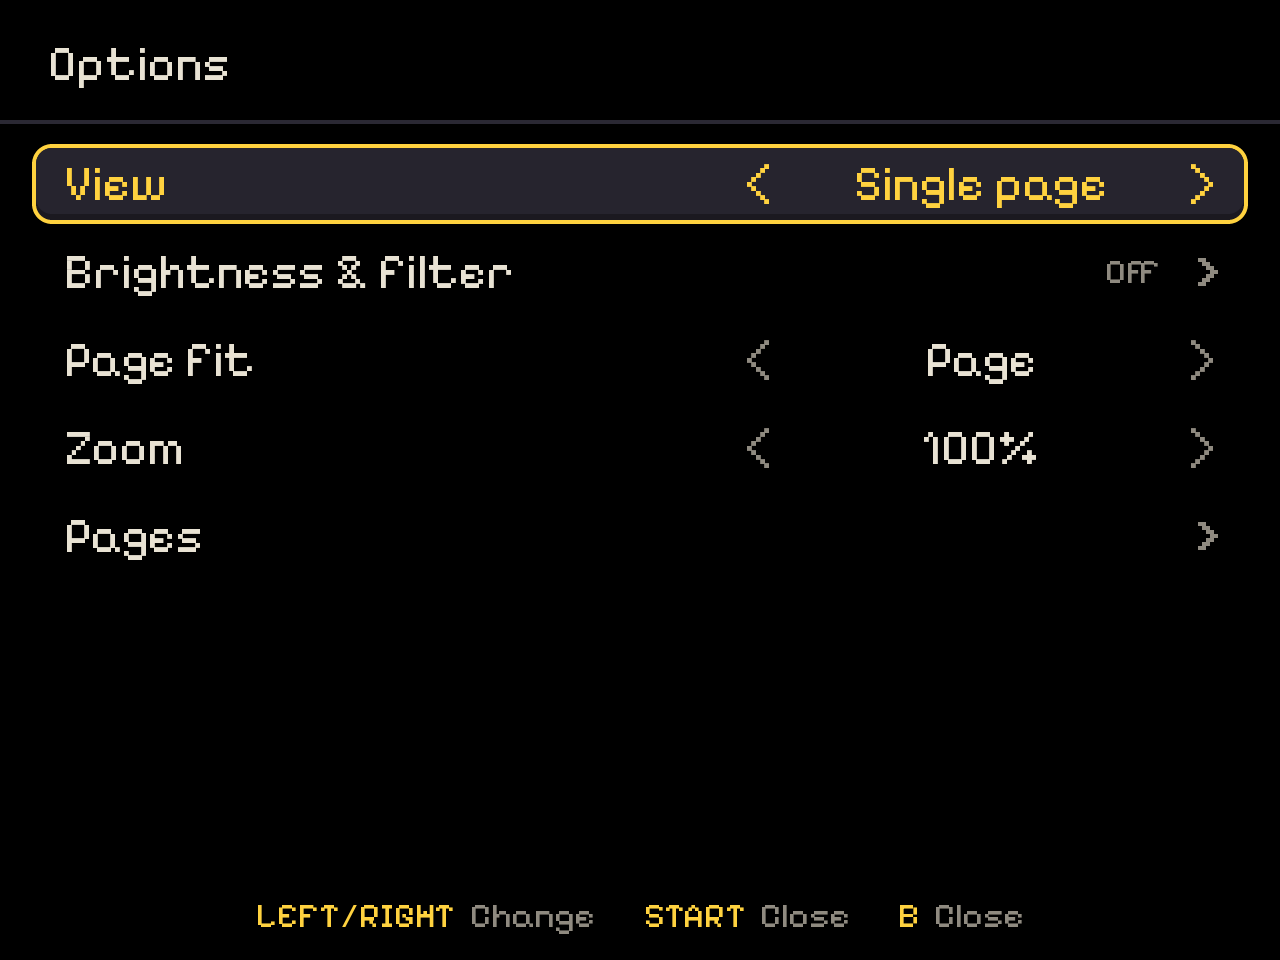 Options
View < Single page >
Brightness & Filter OFF >
Page Fit < Page >
Zoom < 100% >
Pages >
LEFT/RIGHT Change START Close B Close